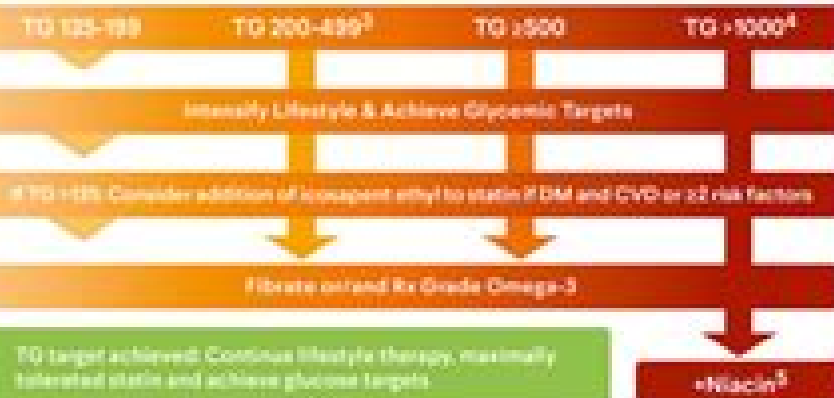 TG 135-199 TG 200-499³ TG ≥500 TG >1000⁴
Intensify Lifestyle & Achieve Glycemic Targets
If TG >135: Consider addition of icosapent ethyl to statin if DM and CVD or ≥2 risk factors
Fibrate or/and Rx Grade Omega-3
TG target achieved: Continue lifestyle therapy, maximally
tolerated statin and achieve glucose targets
+Niacin⁵